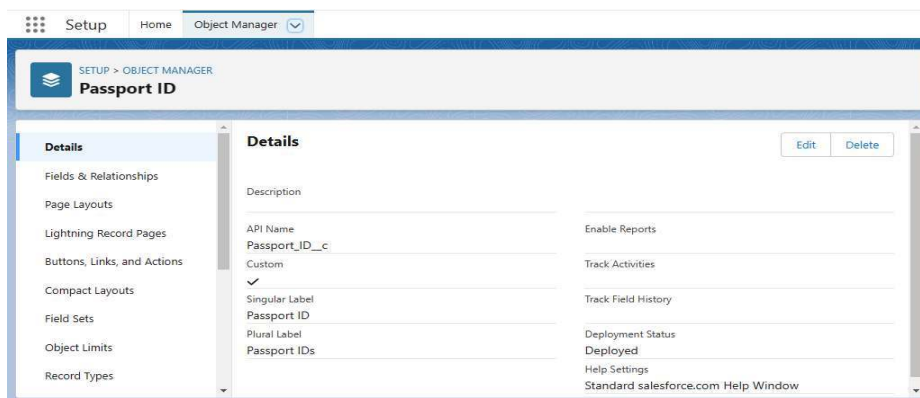 Setup
Home
Object Manager
SETUP > OBJECT MANAGER
Passport ID
Details
Fields & Relationships
Page Layouts
Lightning Record Pages
Buttons, Links, and Actions
Compact Layouts
Field Sets
Object Limits
Record Types
Details
Edit
Delete
Description
API Name
Passport_ID__c
Custom
Singular Label
Passport ID
Plural Label
Passport IDs
Enable Reports
Track Activities
Track Field History
Deployment Status
Deployed
Help Settings
Standard salesforce.com Help Window